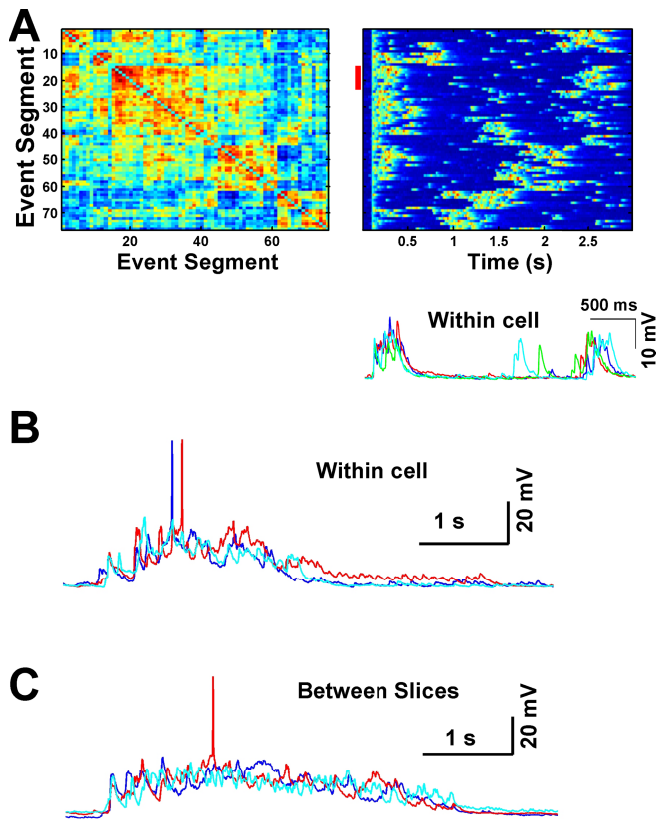 A
Event Segment
10
20
30
40
50
60
70
20 40 60
Event Segment
Event Segment
0.5 1 1.5 2 2.5
Time (s)
Within cell
500 ms
10 mV
B
Within cell
1 s
20 mV
C
Between Slices
1 s
20 mV